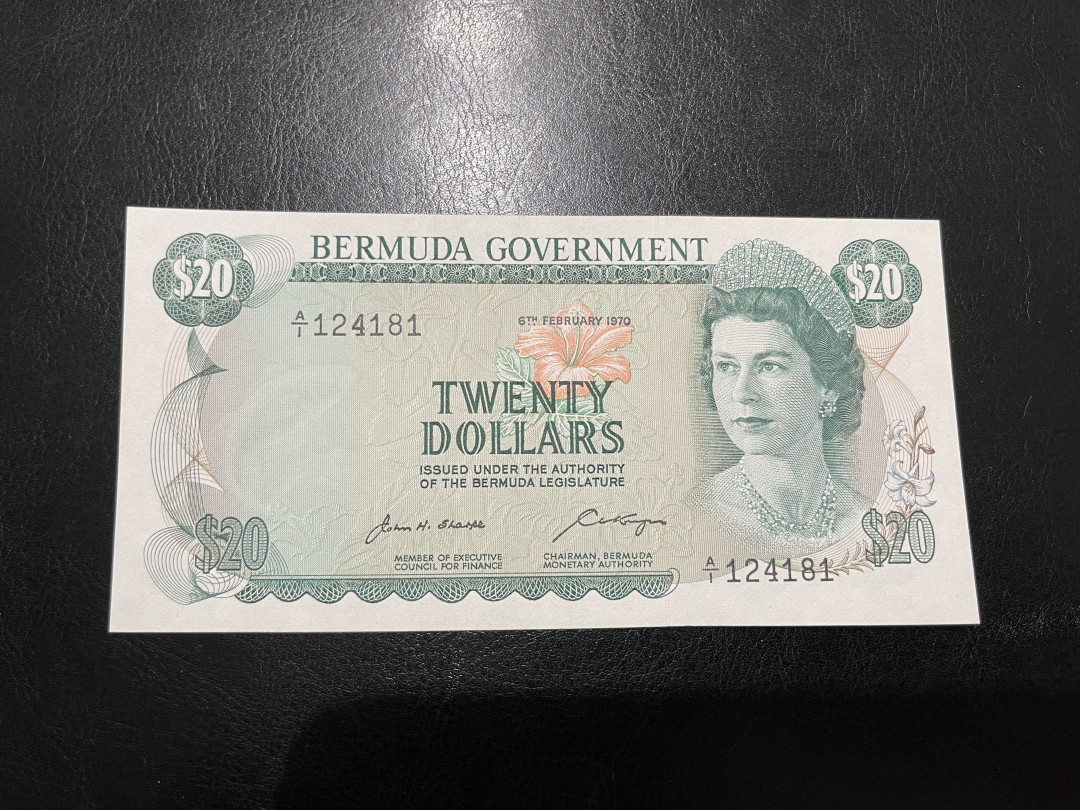 BERMUDA GOVERNMENT
$20
$20
A/1 124181
6TH FEBRUARY 1970
TWENTY
DOLLARS
ISSUED UNDER THE AUTHORITY
OF THE BERMUDA LEGISLATURE
John H. Sharpe
MEMBER OF EXECUTIVE
COUNCIL FOR FINANCE
CHAIRMAN, BERMUDA
MONETARY AUTHORITY
$20
A/1 124181
$20